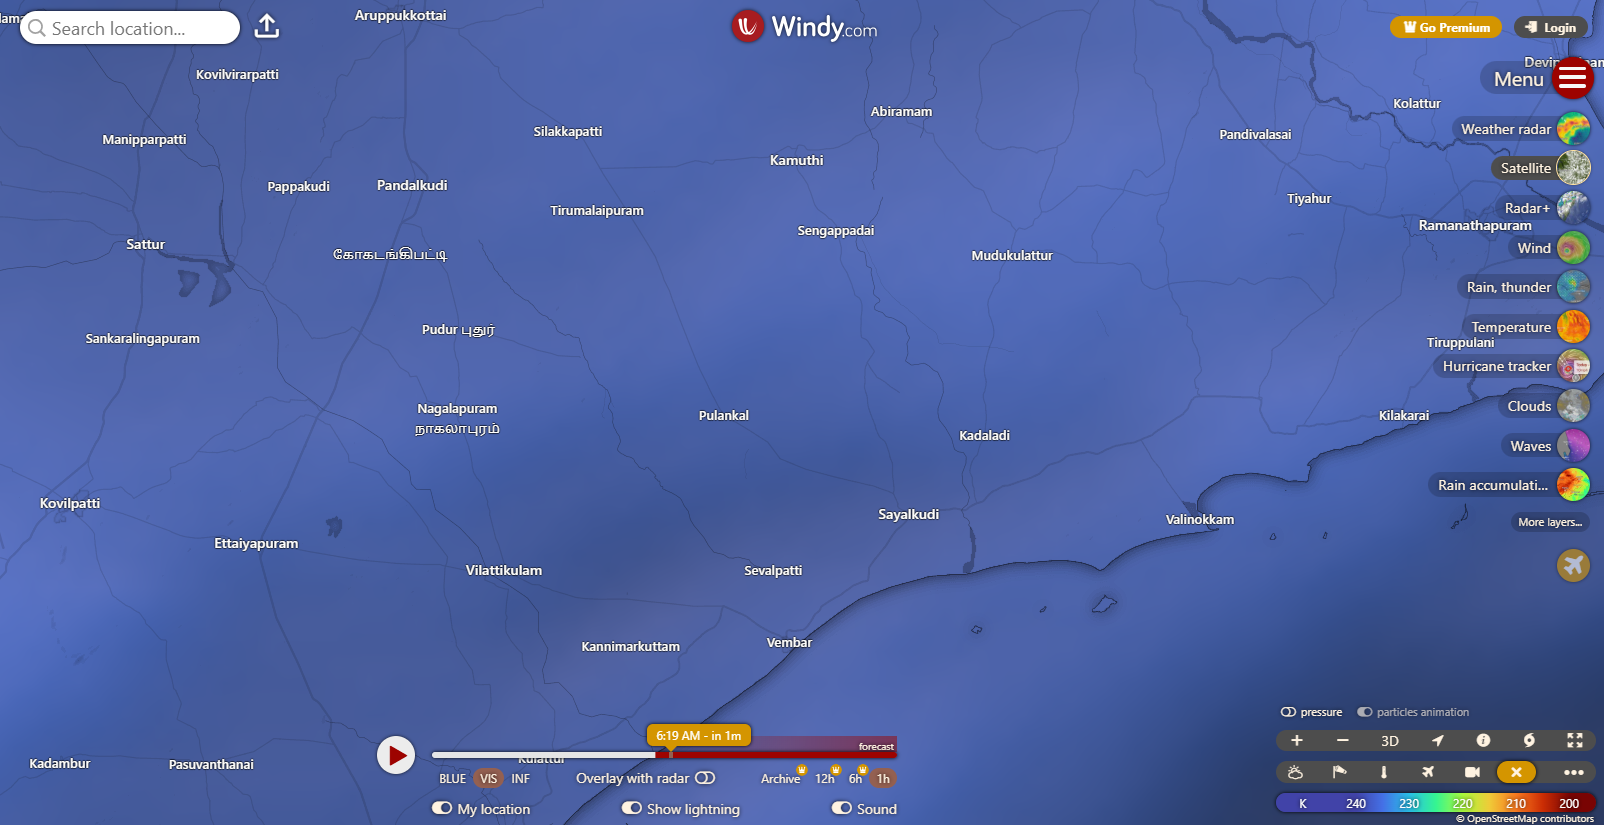 Search location...
Windy.com
Go Premium
Login
Menu
Weather radar
Satellite
Radar+
Wind
Rain, thunder
Temperature
Hurricane tracker
Clouds
Waves
Rain accumulati...
More layers...
Aruppukkottai
Kovilvirarpatti
Abiramam
Kolattur
Silakkapatti
Pandivalasai
Manipparpatti
Kamuthi
Pappakudi
Pandalkudi
Tiyahur
Tirumalaipuram
Ramanathapuram
Sengappadai
Sattur
கோகடங்கிபட்டி
Mudukulattur
Pudur புதுர்
Sankaralingapuram
Tiruppulani
Nagalapuram
நாகலாபுரம்
Pulankal
Kilakarai
Kadaladi
Kovilpatti
Sayalkudi
Valinokkam
Ettaiyapuram
Vilattikulam
Sevalpatti
Kannimarkuttam
Vembar
Kadambur
Pasuvanthanai
Kulattur
6:19 AM - in 1m
forecast
BLUE VIS INF
Overlay with radar
Archive 12h 6h 1h
My location
Show lightning
Sound
pressure
particles animation
3D
K 240 230 220 210 200
© OpenStreetMap contributors